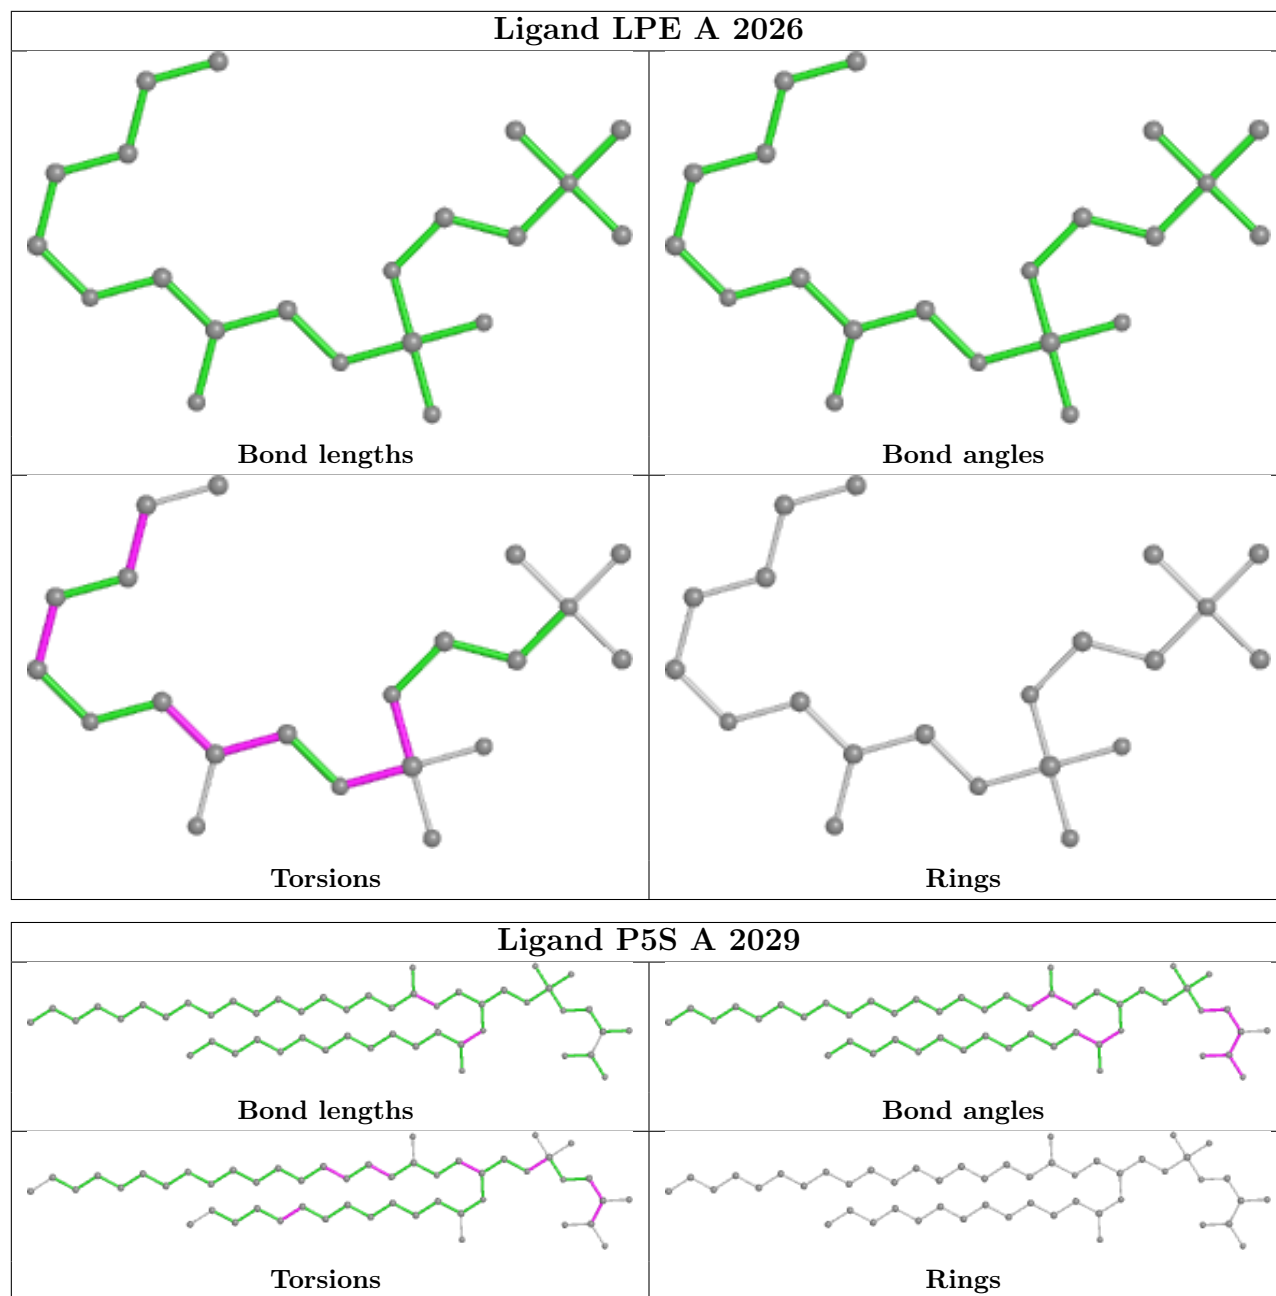 Ligand LPE A 2026
Bond lengths
Bond angles
Torsions
Rings
Ligand P5S A 2029
Bond lengths
Bond angles
Torsions
Rings